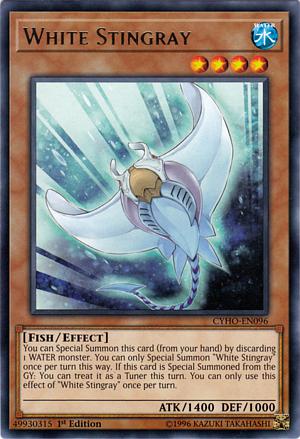 White Stingray
WATER
水
CYHO-EN096
[Fish/Effect]
You can Special Summon this card (from your hand) by discarding
1 WATER monster. You can only Special Summon "White Stingray"
once per turn this way. If this card is Special Summoned from the
GY: You can treat it as a Tuner this turn. You can only use this
effect of "White Stingray" once per turn.
ATK/1400 DEF/1000
49930315 1st Edition ©1996 KAZUKI TAKAHASHI